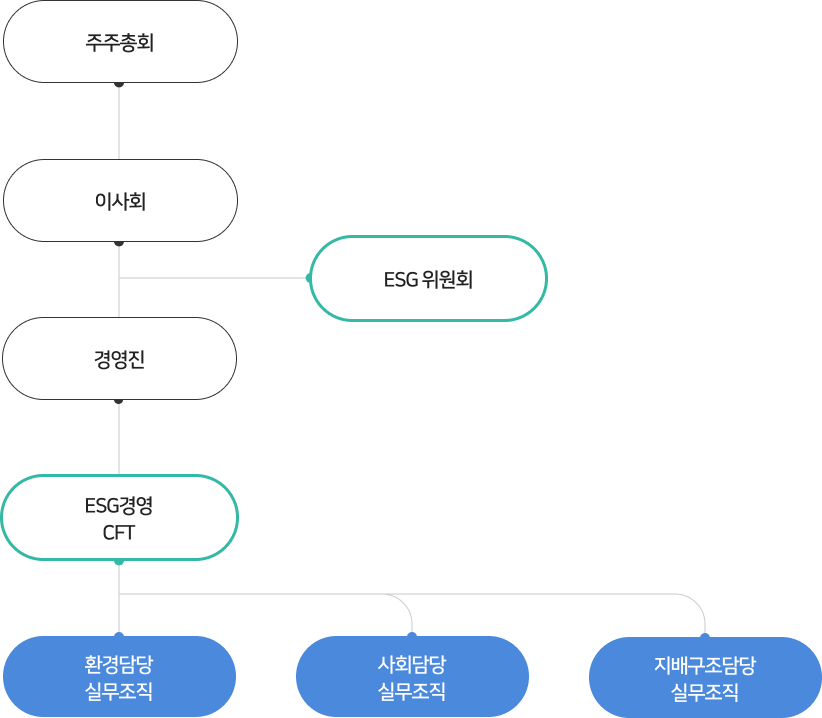 주주총회
이사회
ESG 위원회
경영진
ESG경영
CFT
환경담당
실무조직
사회담당
실무조직
지배구조담당
실무조직